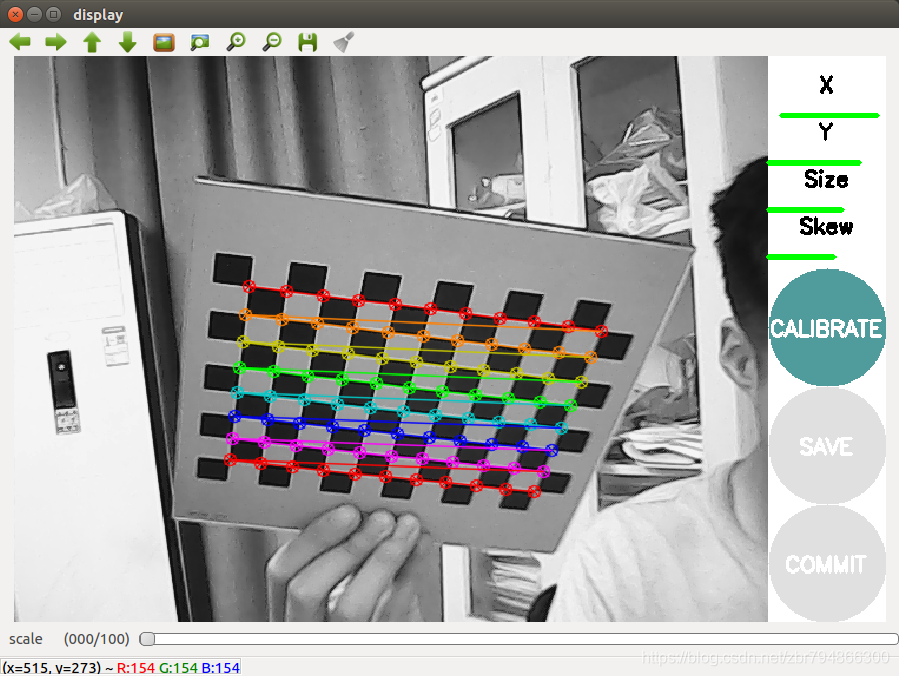 display
X
Y
Size
Skew
CALIBRATE
SAVE
COMMIT
scale (000/100)
https://blog.csdn.net/zbr794866300
(x=515, y=273) ~ R:154 G:154 B:154